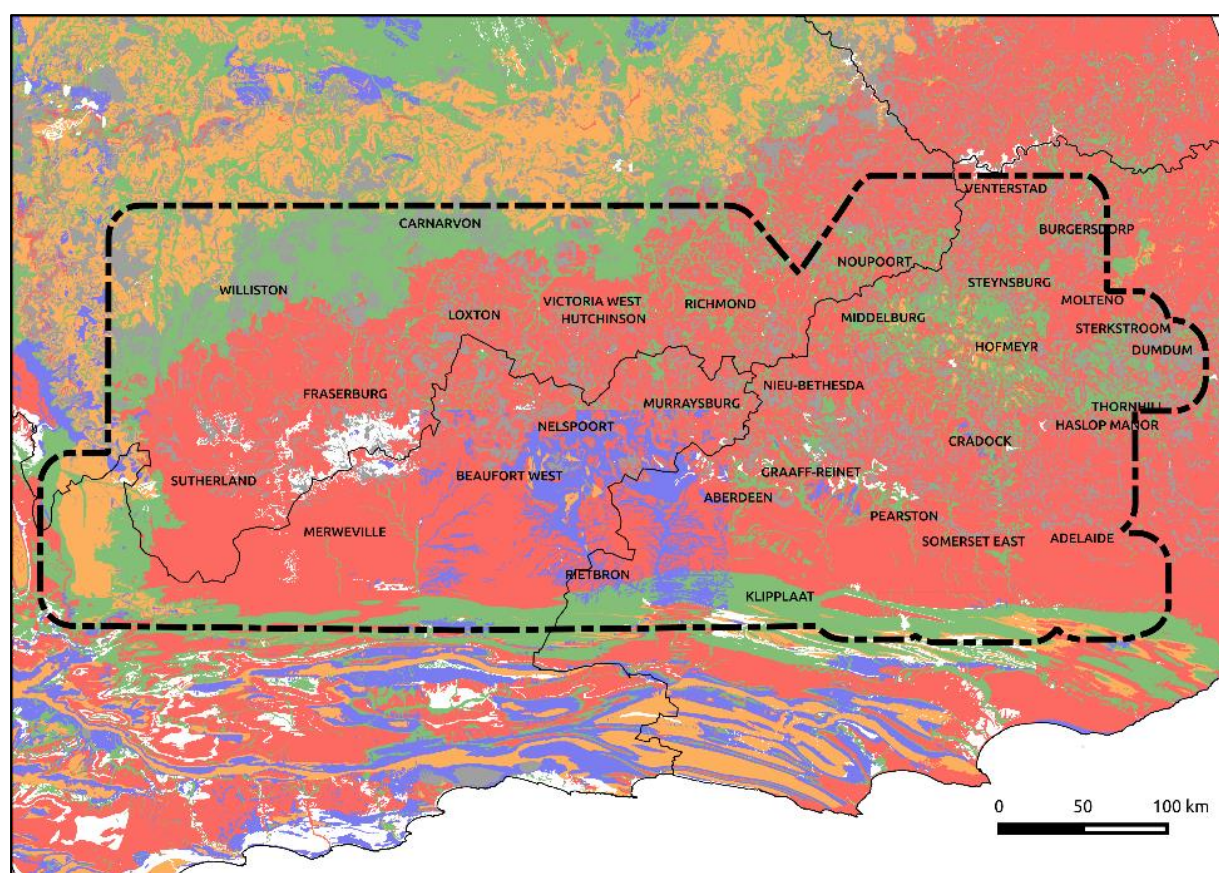 VENTERSTAD
CARNARVON
BURGERSDORP
NOUPOORT
STEYNSBURG
WILLISTON
MOLTENO
VICTORIA WEST
RICHMOND
LOXTON
HUTCHINSON
MIDDELBURG
STERKSTROOM
HOFMEYR
DUMDUM
NIEU-BETHESDA
FRASERBURG
MURRAYSBURG
THORNHILL
NELSPOORT
HASLOP MANOR
CRADOCK
SUTHERLAND
BEAUFORT WEST
GRAAFF-REINET
ABERDEEN
PEARSTON
MERWEVILLE
SOMERSET EAST
ADELAIDE
RIETBRON
KLIPPLAAT
0 50 100 km